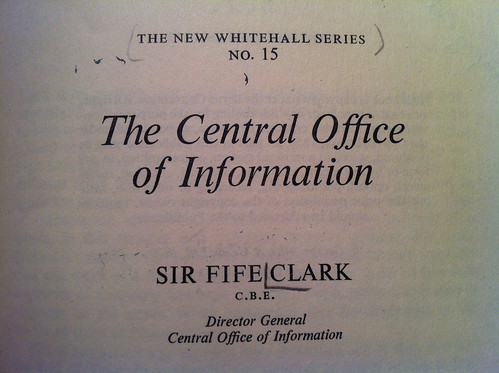 THE NEW WHITEHALL SERIES
NO. 15
The Central Office
of Information
SIR FIFE CLARK
C.B.E.
Director General
Central Office of Information